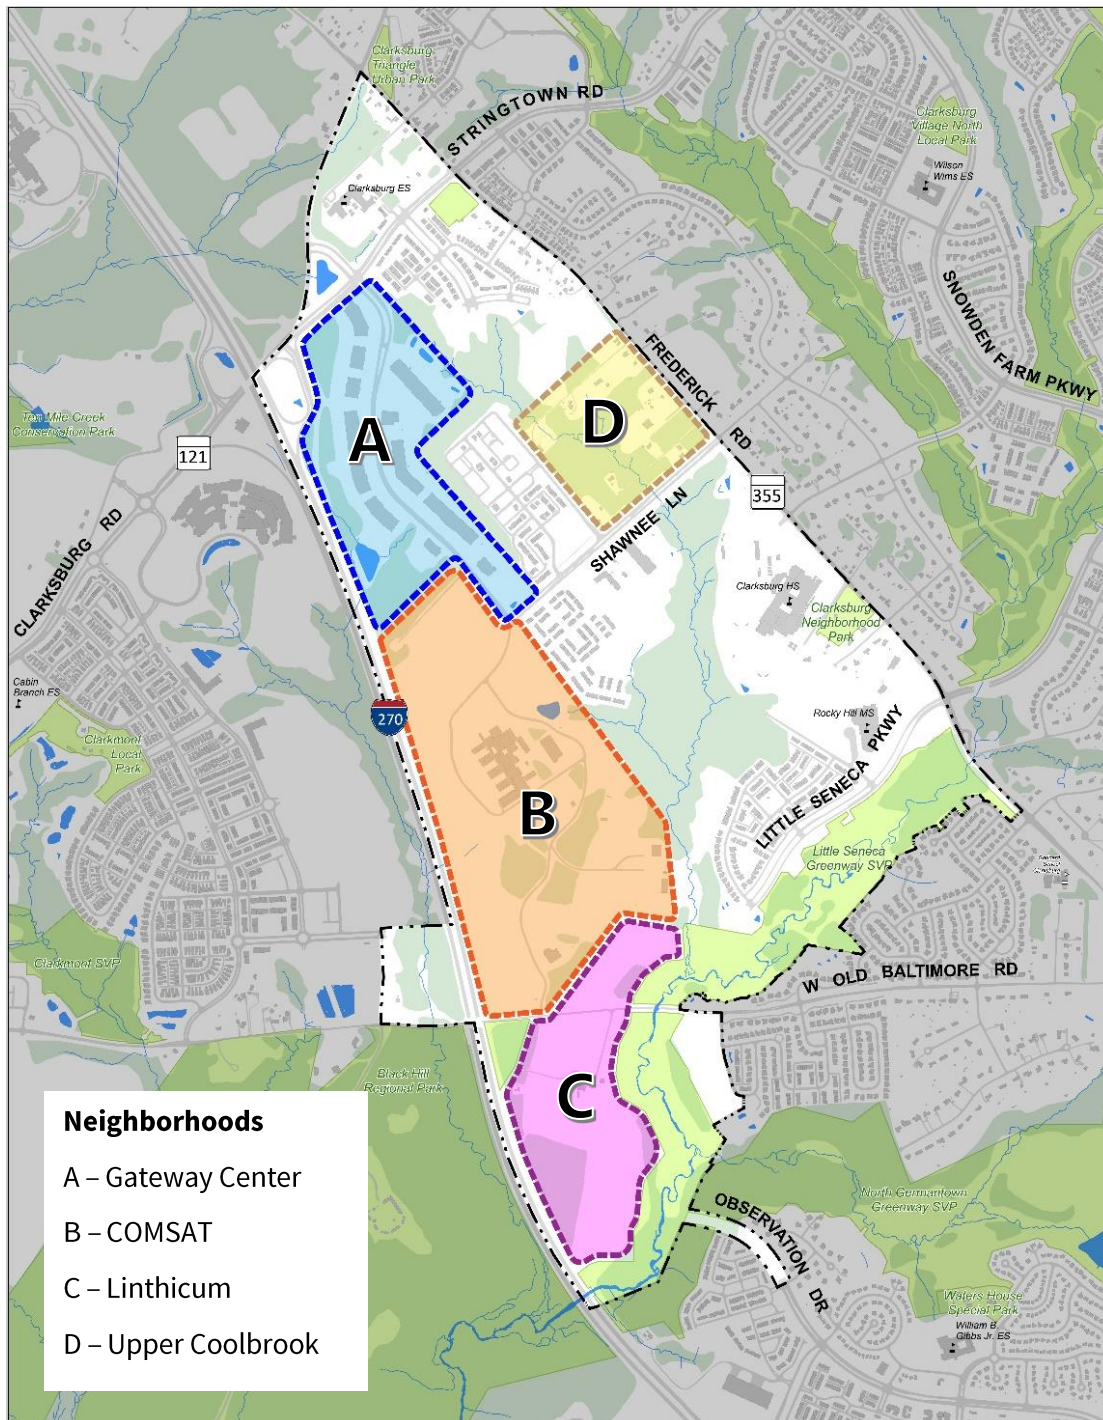 Clarksburg
Triangle
Urban Park
STRINGTOWN RD
Clarksburg
Village North
Local Park
Wilson
Wims ES
Clarksburg ES
SNOWDEN FARM PKWY
FREDERICK RD
A
D
Ten Mile Creek
Conservation Park
121
355
SHAWNEE LN
CLARKSBURG RD
Clarksburg HS
Clarksburg
Neighborhood
Park
Cabin
Branch ES
270
Rocky Hill MS
Clarkmont
Local
Park
LITTLE SENECA PKWY
B
Little Seneca
Greenway SVP
Clarkmont SVP
W OLD BALTIMORE RD
Black Hill
Regional Park
C
Neighborhoods
A – Gateway Center
B – COMSAT
C – Linthicum
D – Upper Coolbrook
North Germantown
Greenway SVP
OBSERVATION DR
Waters House
Special Park
William B.
Gibbs Jr. ES